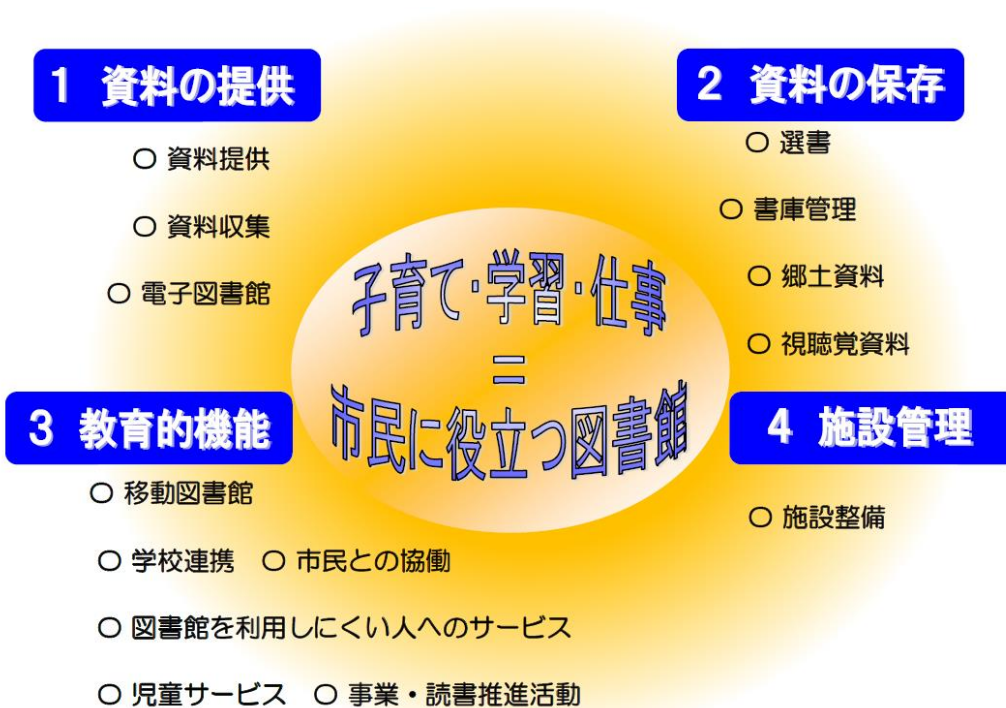 1 資料の提供
○ 資料提供
○ 資料収集
○ 電子図書館
2 資料の保存
○ 選書
○ 書庫管理
○ 郷土資料
○ 視聴覚資料
子育て・学習・仕事
=
市民に役立つ図書館
3 教育的機能
○ 移動図書館
○ 学校連携 ○ 市民との協働
○ 図書館を利用しにくい人へのサービス
○ 児童サービス ○ 事業・読書推進活動
4 施設管理
○ 施設整備